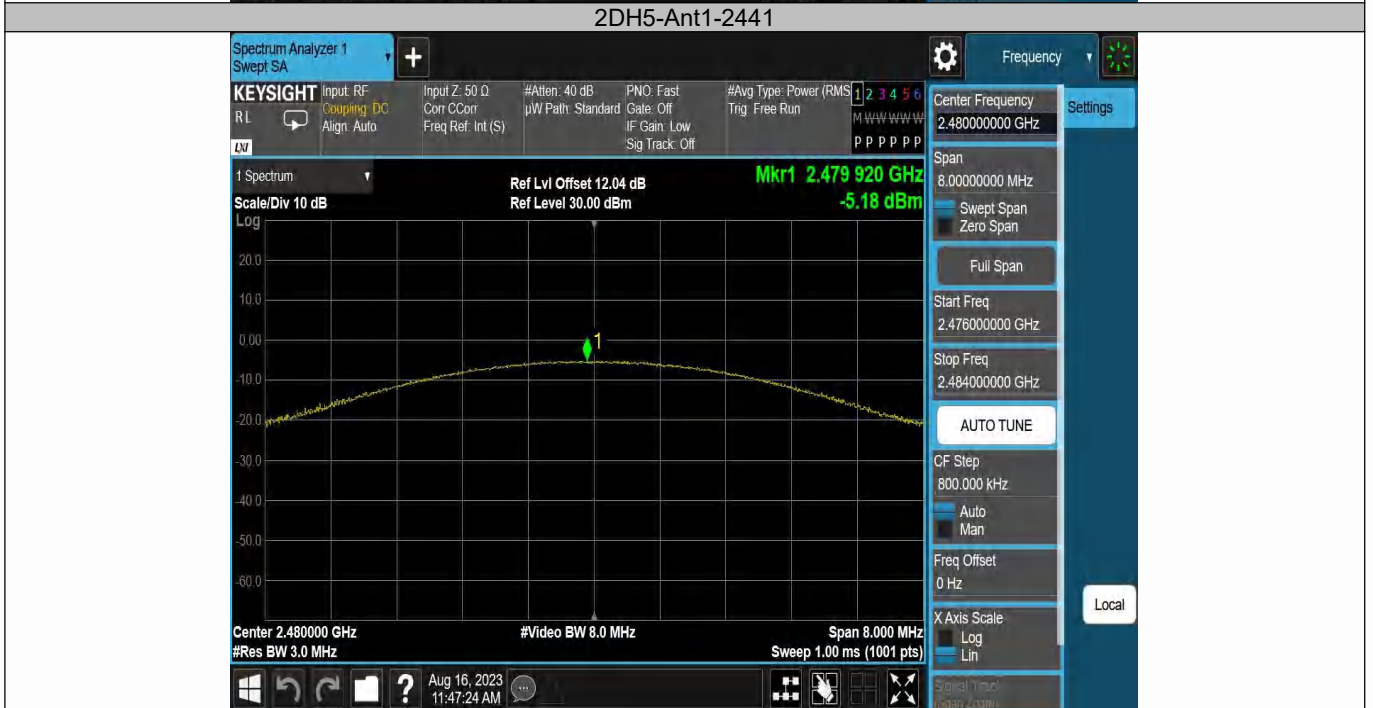 2DH5-Ant1-2441
Spectrum Analyzer 1
Swept SA
+
Frequency
KEYSIGHT
RL
LXI
Input: RF
Coupling: DC
Align: Auto
Input Z: 50 Ω
Corr CCorr
Freq Ref: Int (S)
#Atten: 40 dB
µW Path: Standard
PNO: Fast
Gate: Off
IF Gain: Low
Sig Track: Off
#Avg Type: Power (RMS
Trig: Free Run
1 2 3 4 5 6
M W W W W W
P P P P P P
Center Frequency
2.480000000 GHz
Settings
1 Spectrum
Scale/Div 10 dB
Ref Lvl Offset 12.04 dB
Ref Level 30.00 dBm
Mkr1 2.479 920 GHz
-5.18 dBm
Log
20.0
10.0
0.00
-10.0
-20.0
-30.0
-40.0
-50.0
-60.0
1
Center 2.480000 GHz
#Res BW 3.0 MHz
#Video BW 8.0 MHz
Span 8.000 MHz
Sweep 1.00 ms (1001 pts)
Span
8.00000000 MHz
Swept Span
Zero Span
Full Span
Start Freq
2.476000000 GHz
Stop Freq
2.484000000 GHz
AUTO TUNE
CF Step
800.000 kHz
Auto
Man
Freq Offset
0 Hz
X Axis Scale
Log
Lin
Local
Signal Track
(Span Zoom)
?
Aug 16, 2023
11:47:24 AM